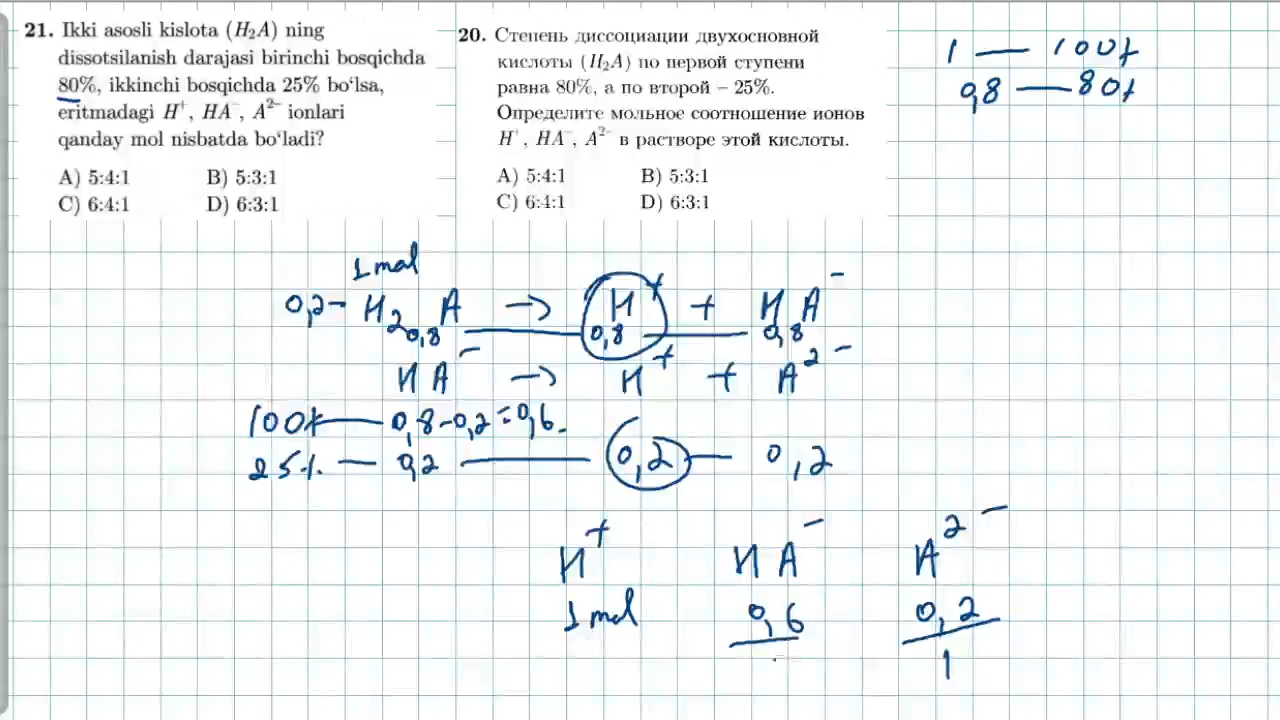 21. Ikki asosli kislota (H₂A) ning
dissotsilanish darajasi birinchi bosqichda
80%, ikkinchi bosqichda 25% bo‘lsa,
eritmadagi H⁺, HA⁻, A²⁻ ionlari
qanday mol nisbatda bo‘ladi?
A) 5:4:1 B) 5:3:1
C) 6:4:1 D) 6:3:1
20. Степень диссоциации двухосновной
кислоты (H₂A) по первой ступени
равна 80%, а по второй – 25%.
Определите мольное соотношение ионов
H⁺, HA⁻, A²⁻ в растворе этой кислоты.
A) 5:4:1 B) 5:3:1
C) 6:4:1 D) 6:3:1
1 — 100%
0,8 — 80%
1 mol
0,2 – H₂A → H⁺ + HA⁻
0,8 — 0,8 — 0,8
HA⁻ → H⁺ + A²⁻
100% — 0,8 - 0,2 = 0,6
25% — 0,2 — 0,2 — 0,2
H⁺ HA⁻ A²⁻
1 mol 0,6 0,2
1